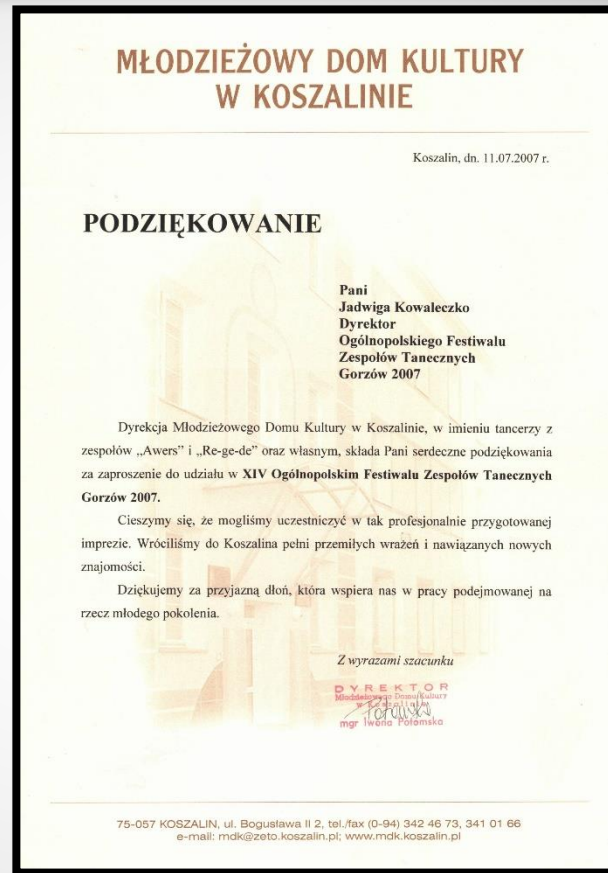 MŁODZIEŻOWY DOM KULTURY
W KOSZALINIE
Koszalin, dn. 11.07.2007 r.
PODZIĘKOWANIE
Pani
Jadwiga Kowaleczko
Dyrektor
Ogólnopolskiego Festiwalu
Zespołów Tanecznych
Gorzów 2007
Dyrekcja Młodzieżowego Domu Kultury w Koszalinie, w imieniu tancerzy z
zespołów „Awers” i „Re-ge-de” oraz własnym, składa Pani serdeczne podziękowania
za zaproszenie do udziału w XIV Ogólnopolskim Festiwalu Zespołów Tanecznych
Gorzów 2007.
Cieszymy się, że mogliśmy uczestniczyć w tak profesjonalnie przygotowanej
imprezie. Wróciliśmy do Koszalina pełni przemiłych wrażeń i nawiązanych nowych
znajomości.
Dziękujemy za przyjazną dłoń, która wspiera nas w pracy podejmowanej na
rzecz młodego pokolenia.
Z wyrazami szacunku
DYREKTOR
Młodzieżowego Domu Kultury
w Koszalinie
mgr Iwona Potomska
75-057 KOSZALIN, ul. Bogusława II 2, tel./fax (0-94) 342 46 73, 341 01 66
e-mail: mdk@zeto.koszalin.pl; www.mdk.koszalin.pl